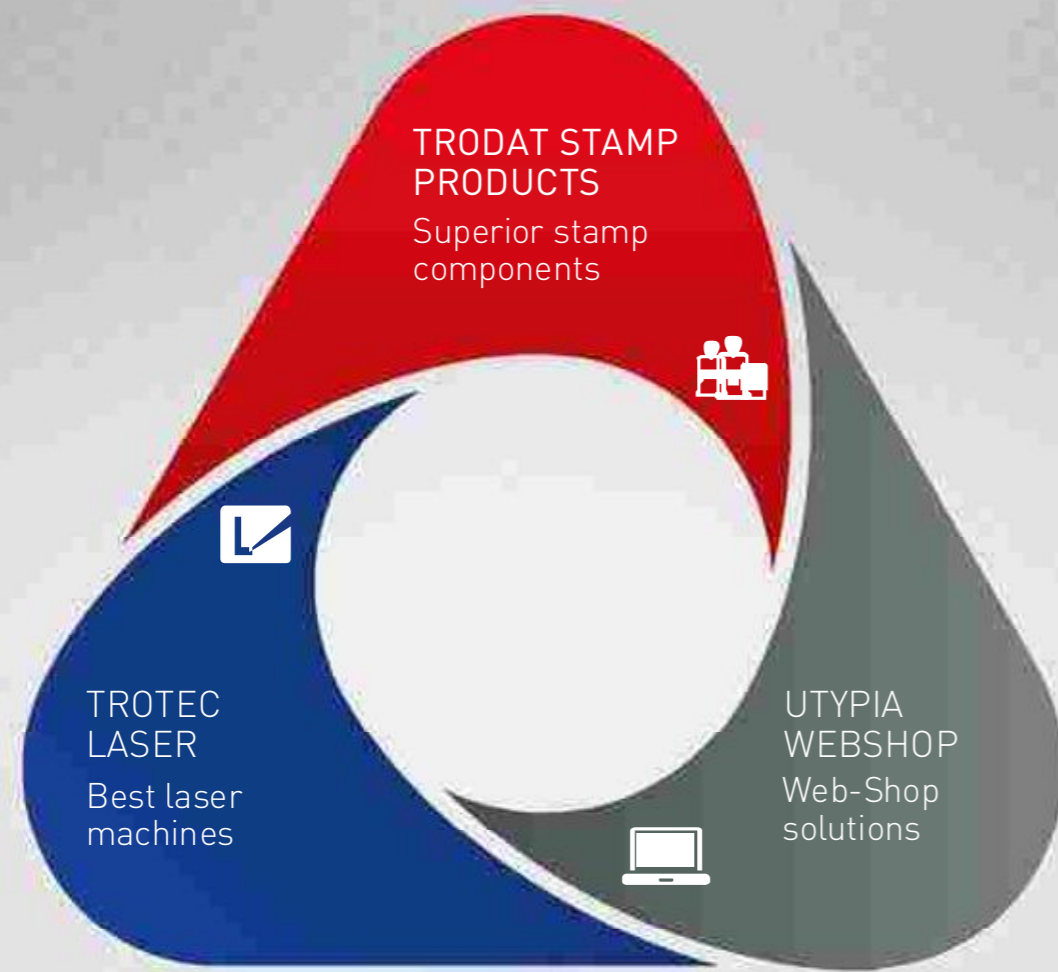 TRODAT STAMP
PRODUCTS
Superior stamp
components
TROTEC
LASER
Best laser
machines
UTYPIA
WEBSHOP
Web-Shop
solutions